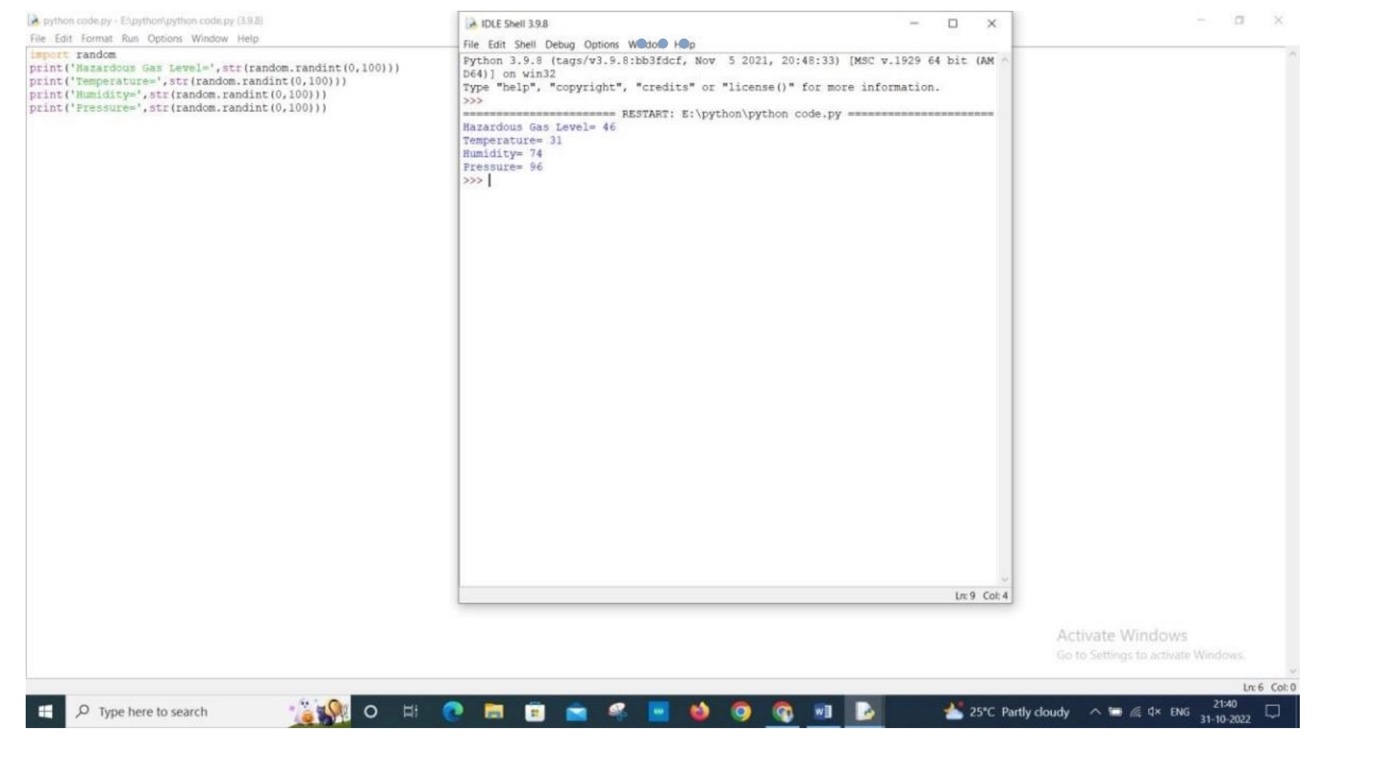 python code.py - E:\python\python code.py (3.9.8)
File Edit Format Run Options Window Help
import random
print('Hazardous Gas Level=',str(random.randint(0,100)))
print('Temperature=',str(random.randint(0,100)))
print('Humidity=',str(random.randint(0,100)))
print('Pressure=',str(random.randint(0,100)))
IDLE Shell 3.9.8
File Edit Shell Debug Options Window Help
Python 3.9.8 (tags/v3.9.8:bb3fdcf, Nov 5 2021, 20:48:33) [MSC v.1929 64 bit (AM
D64)] on win32
Type "help", "copyright", "credits" or "license()" for more information.
>>>
====================== RESTART: E:\python\python code.py =====================
Hazardous Gas Level= 46
Temperature= 31
Humidity= 74
Pressure= 96
>>>
Ln: 9 Col: 4
Activate Windows
Go to Settings to activate Windows.
Ln: 6 Col: 0
Type here to search
25°C Partly cloudy
ENG
21:40
31-10-2022